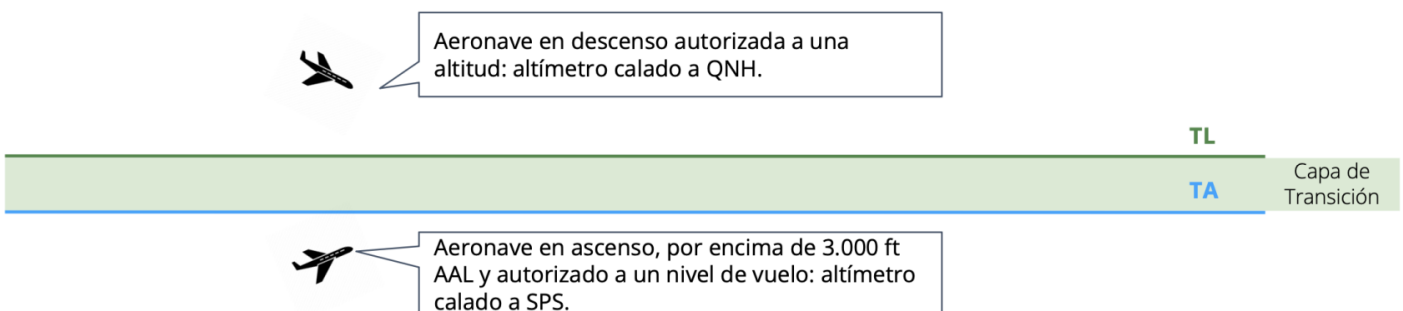 Aeronave en descenso autorizada a una
altitud: altímetro calado a QNH.
TL
Capa de
Transición
TA
Aeronave en ascenso, por encima de 3.000 ft
AAL y autorizado a un nivel de vuelo: altímetro
calado a SPS.